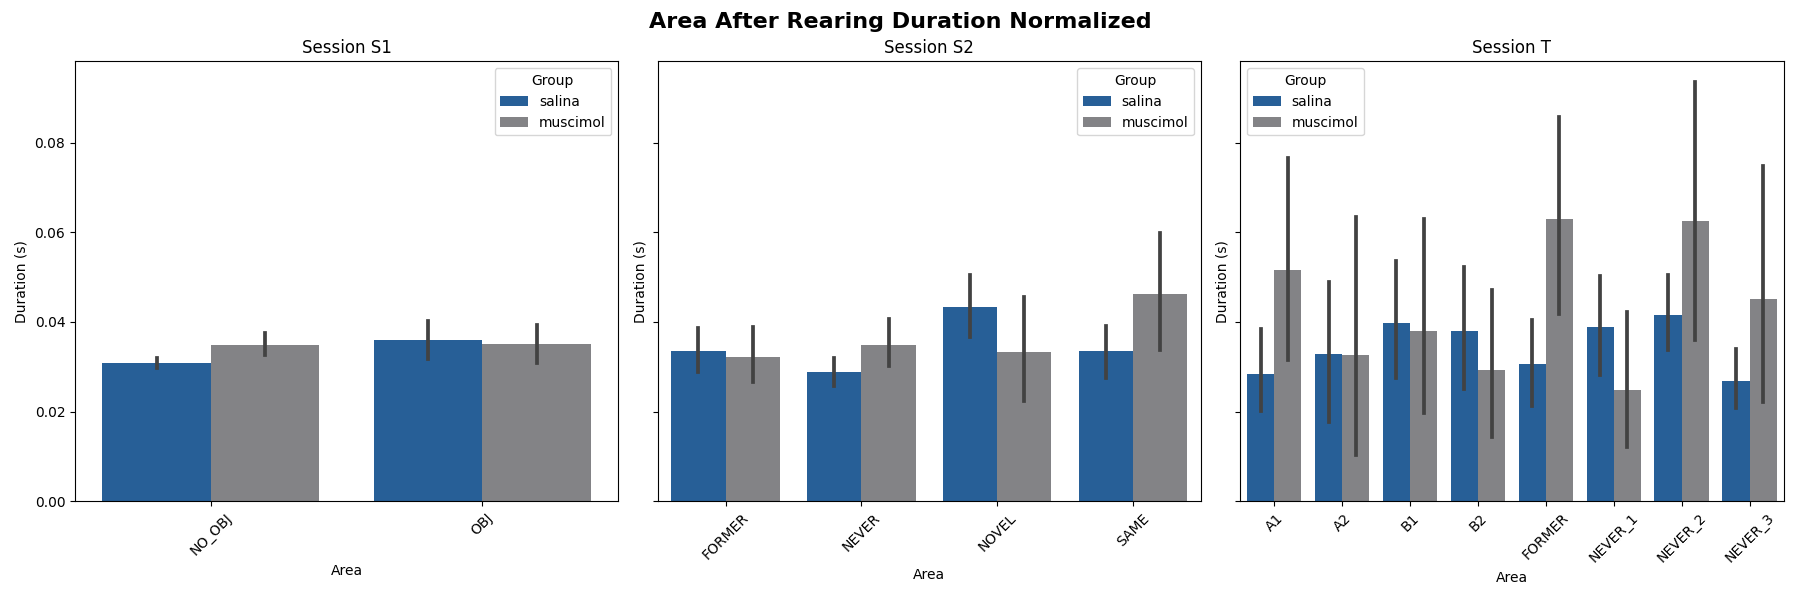 Area After Rearing Duration Normalized
Session S1
Duration (s)
0.08
0.06
0.04
0.02
0.00
Group
salina
muscimol
NO_OBJ
OBJ
Area
Session S2
Duration (s)
Group
salina
muscimol
FORMER
NEVER
NOVEL
SAME
Area
Session T
Duration (s)
Group
salina
muscimol
A1
A2
B1
B2
FORMER
NEVER_1
NEVER_2
NEVER_3
Area